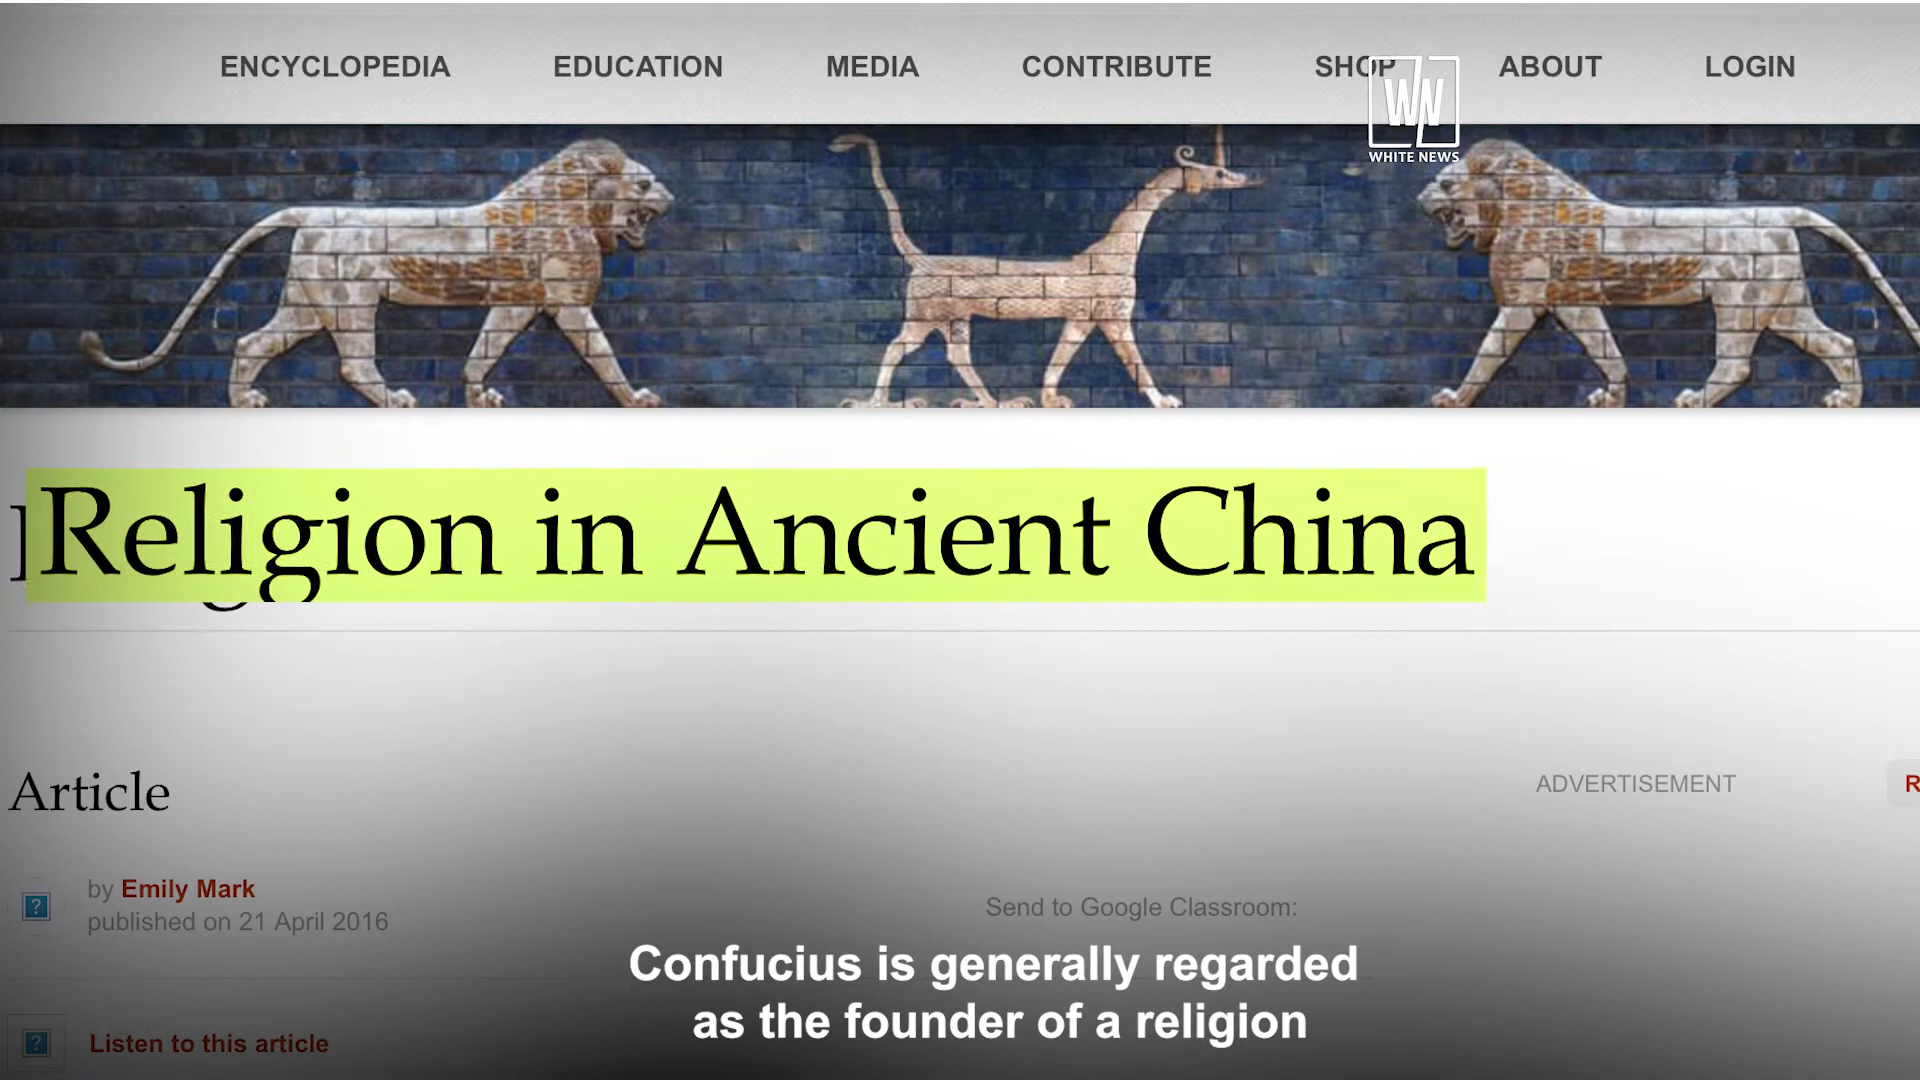 ENCYCLOPEDIA EDUCATION MEDIA CONTRIBUTE SHOP ABOUT LOGIN
WN
WHITE NEWS
Religion in Ancient China
Article
ADVERTISEMENT
R
by Emily Mark
published on 21 April 2016
Send to Google Classroom:
Confucius is generally regarded
as the founder of a religion
Listen to this article